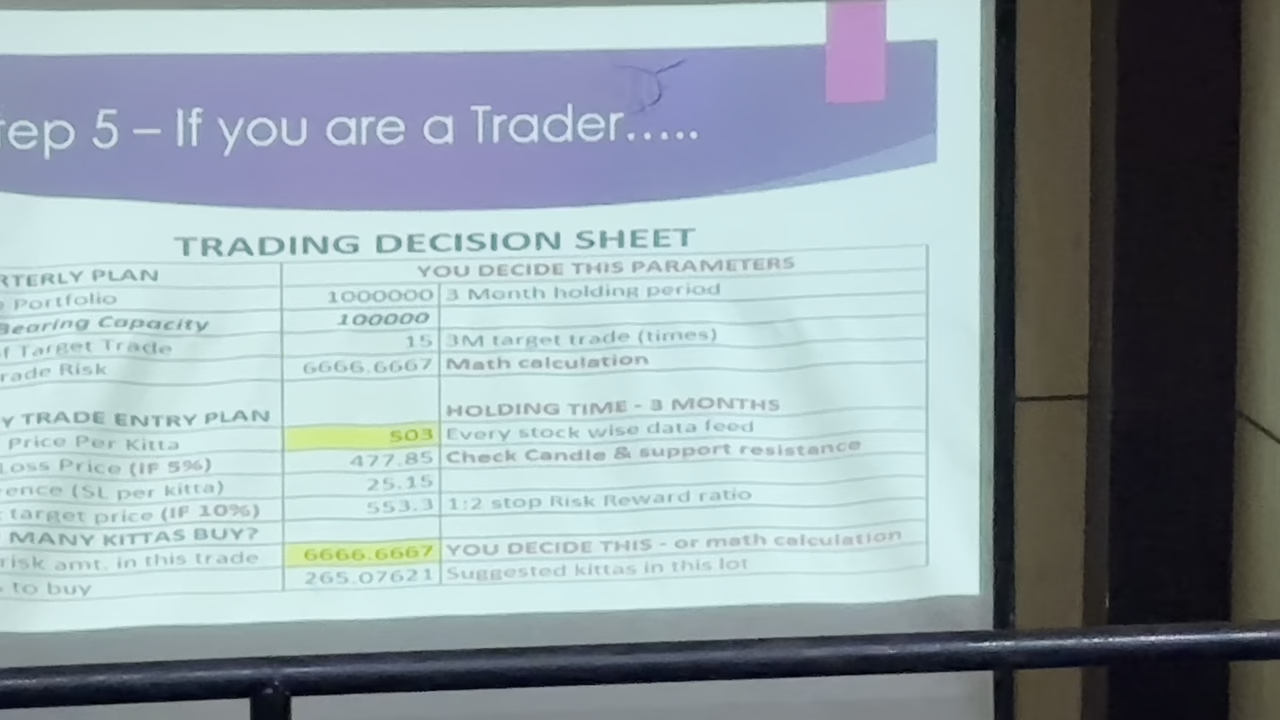 tep 5 – If you are a Trader.....
TRADING DECISION SHEET
RTERLY PLAN YOU DECIDE THIS PARAMETERS
Portfolio 1000000 3 Month holding period
Bearing Capacity 100000
f Target Trade 15 3M target trade (times)
rade Risk 6666.6667 Math calculation
Y TRADE ENTRY PLAN HOLDING TIME - 3 MONTHS
Price Per Kitta 503 Every stock wise data feed
Loss Price (IF 5%) 477.85 Check Candle & support resistance
ence (SL per kitta) 25.15
target price (IF 10%) 553.3 1:2 stop Risk Reward ratio
MANY KITTAS BUY?
risk amt. in this trade 6666.6667 YOU DECIDE THIS - or math calculation
to buy 265.07621 Suggested kittas in this lot